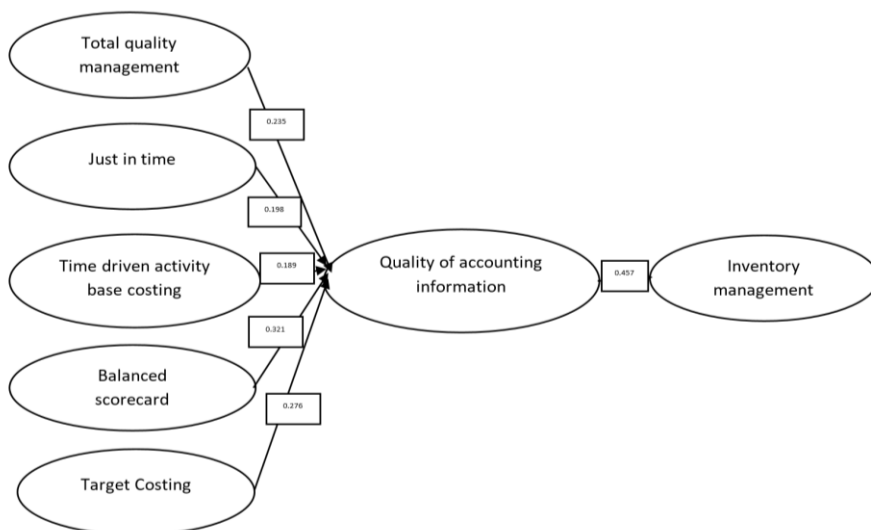 Total quality
management
0.235
Just in time
0.198
Time driven activity
base costing
0.189
Quality of accounting
information
0.457
Inventory
management
0.321
Balanced
scorecard
0.276
Target Costing